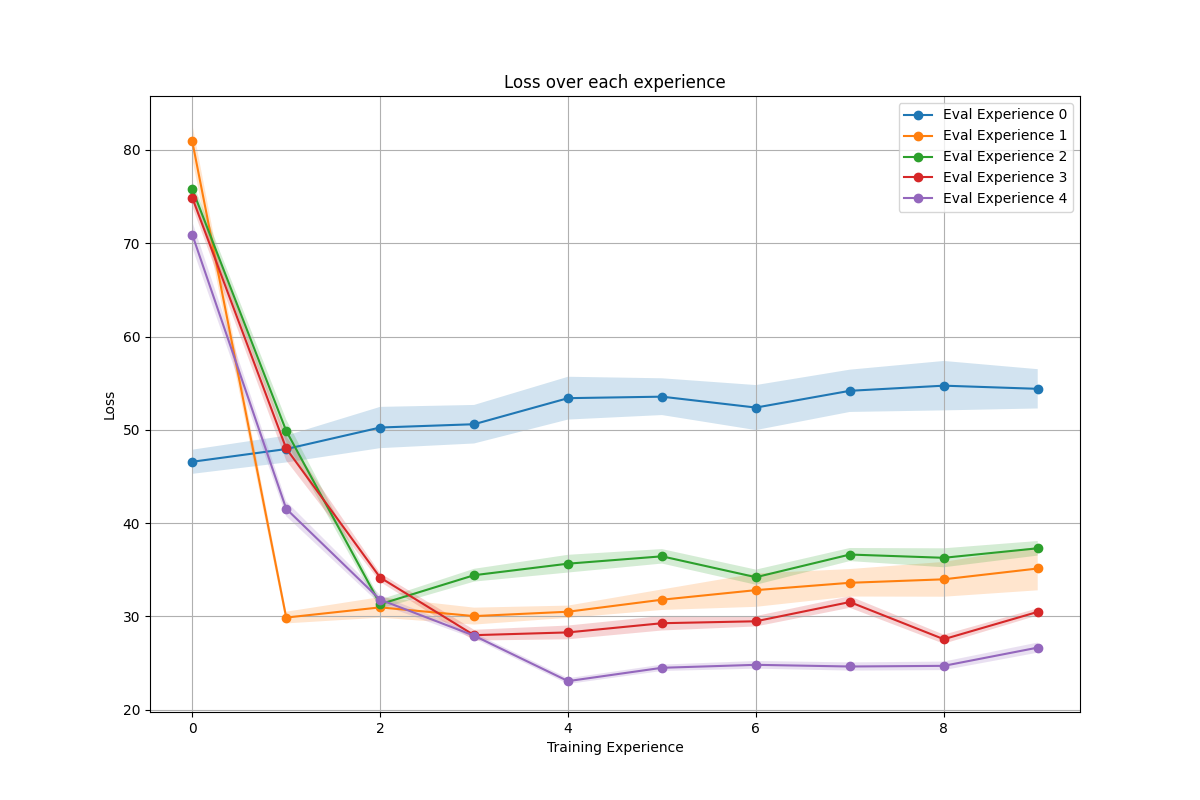 Loss over each experience
Eval Experience 0
Eval Experience 1
Eval Experience 2
Eval Experience 3
Eval Experience 4
80
70
60
50
40
30
20
Loss
0 2 4 6 8
Training Experience